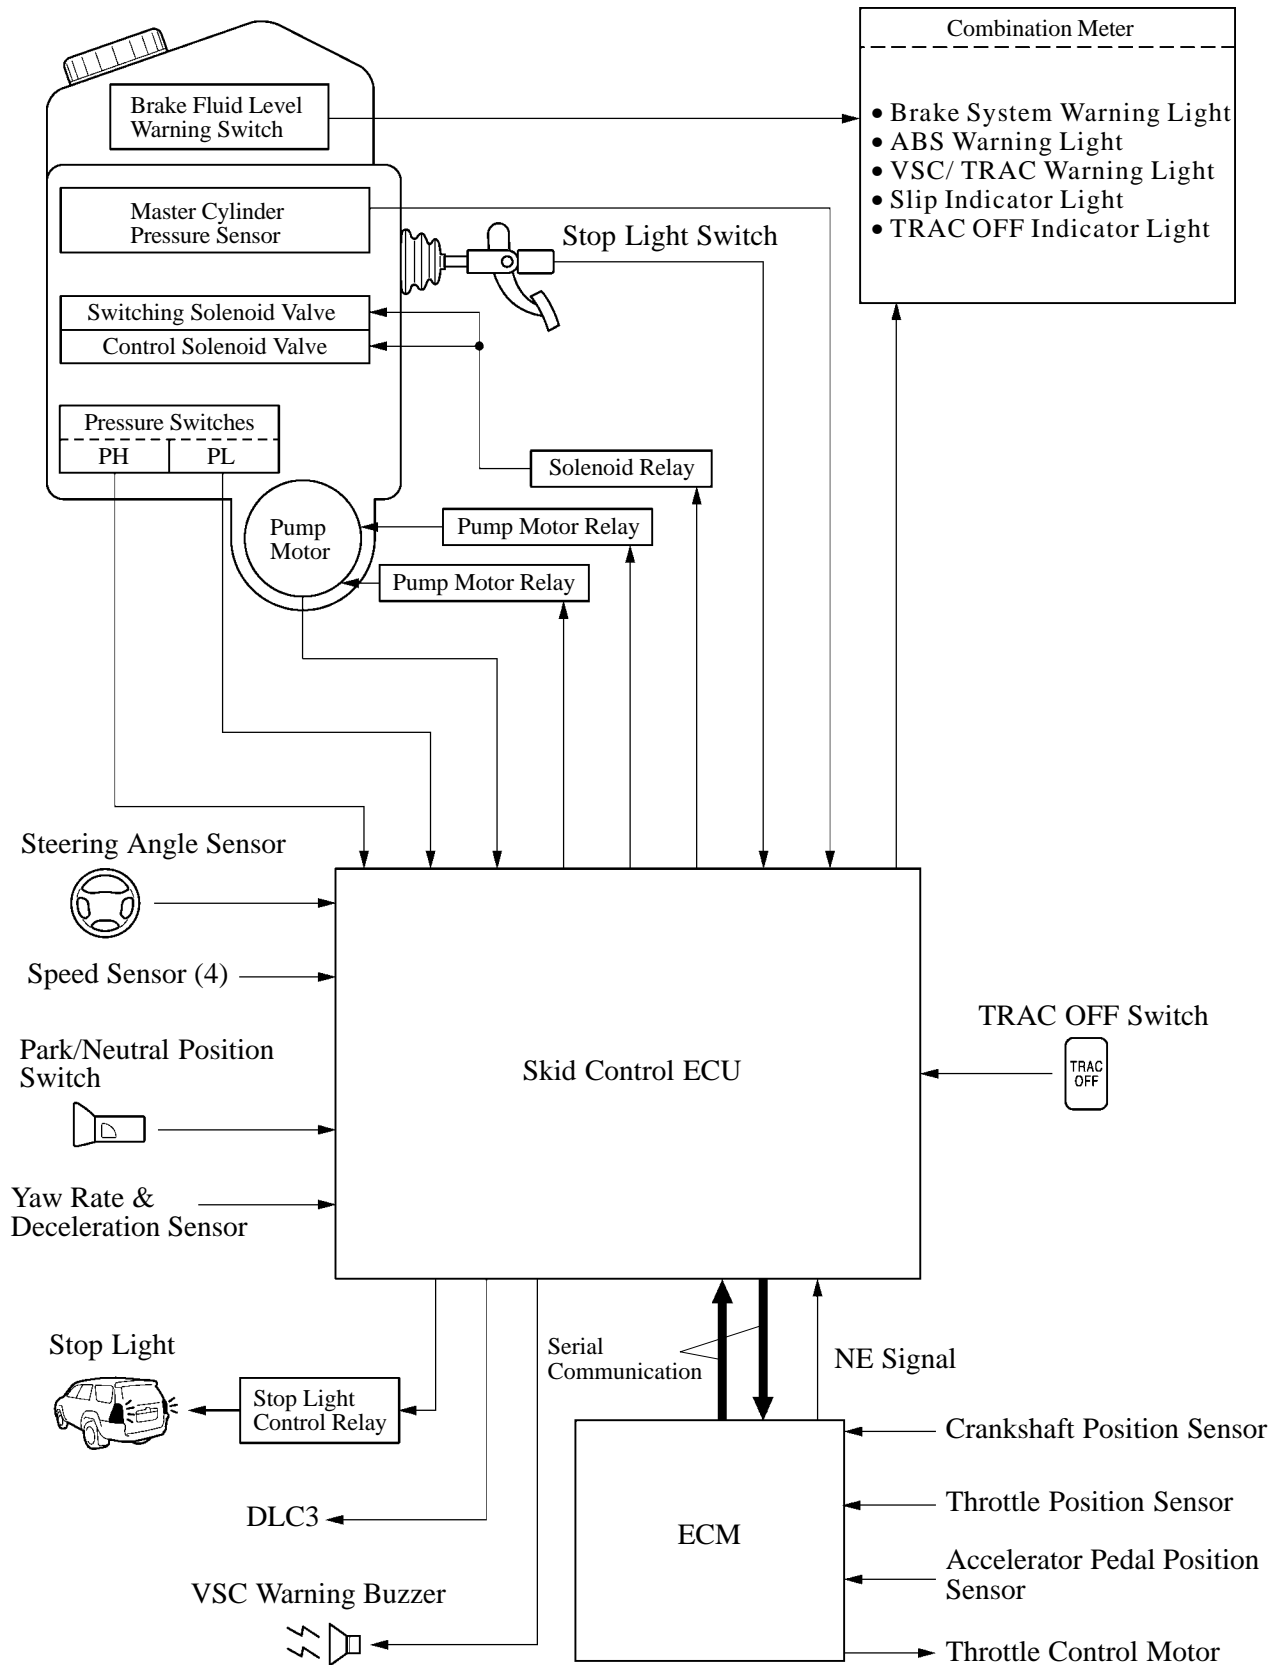 Combination Meter
Brake Fluid Level
Warning Switch
• Brake System Warning Light
• ABS Warning Light
• VSC/ TRAC Warning Light
• Slip Indicator Light
• TRAC OFF Indicator Light
Master Cylinder
Pressure Sensor
Stop Light Switch
Switching Solenoid Valve
Control Solenoid Valve
Pressure Switches
PH
PL
Solenoid Relay
Pump
Motor
Pump Motor Relay
Pump Motor Relay
Steering Angle Sensor
Speed Sensor (4)
Park/Neutral Position
Switch
Yaw Rate &
Deceleration Sensor
Skid Control ECU
TRAC OFF Switch
TRAC
OFF
Stop Light
Stop Light
Control Relay
DLC3
VSC Warning Buzzer
Serial
Communication
NE Signal
ECM
Crankshaft Position Sensor
Throttle Position Sensor
Accelerator Pedal Position
Sensor
Throttle Control Motor